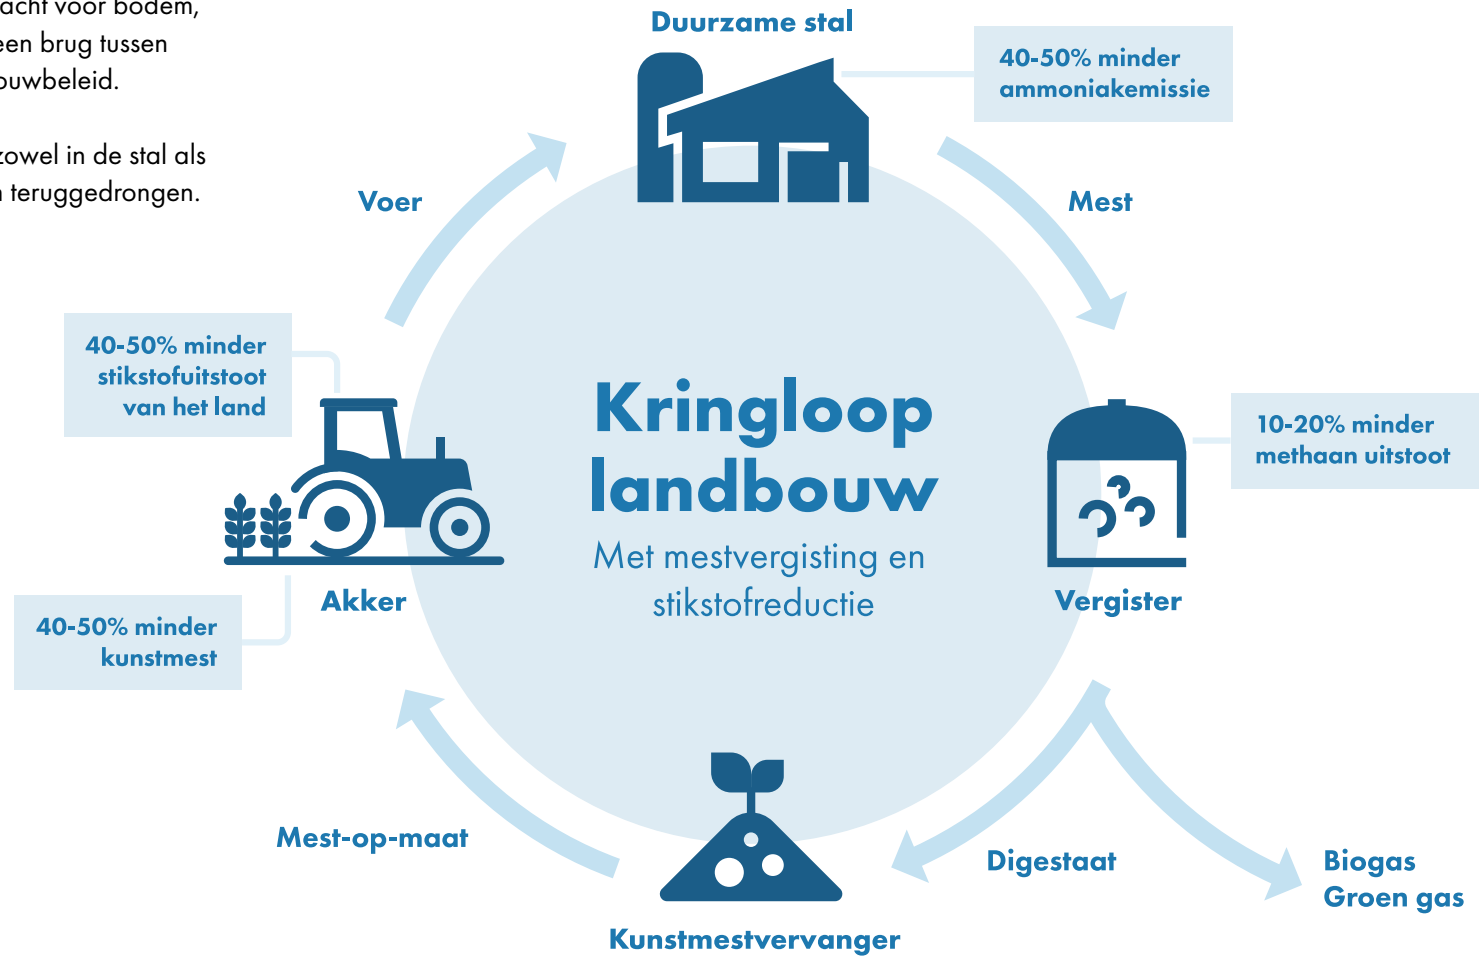 acht voor bodem,
een brug tussen
ouwbeleid.
zowel in de stal als
n teruggedrongen.
Duurzame stal
40-50% minder
ammoniakemissie
Voer
Mest
40-50% minder
stikstofuitstoot
van het land
Kringloop
landbouw
Met mestvergisting en
stikstofreductie
10-20% minder
methaan uitstoot
Akker
Vergister
40-50% minder
kunstmest
Mest-op-maat
Digestaat
Biogas
Groen gas
Kunstmestvervanger